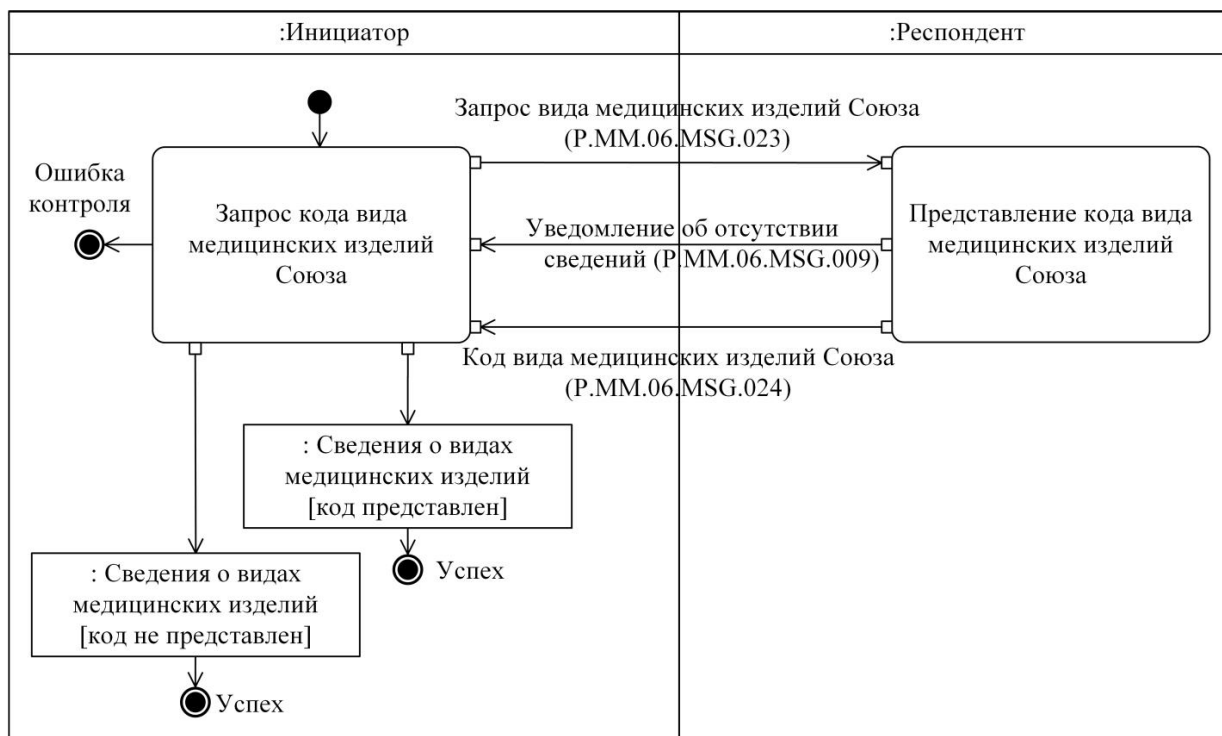 :Инициатор
:Респондент
Запрос вида медицинских изделий Союза
(P.MM.06.MSG.023)
Ошибка
контроля
Запрос кода вида
медицинских изделий
Союза
Уведомление об отсутствии
сведений (P.MM.06.MSG.009)
Представление кода вида
медицинских изделий
Союза
Код вида медицинских изделий Союза
(P.MM.06.MSG.024)
: Сведения о видах
медицинских изделий
[код представлен]
Успех
: Сведения о видах
медицинских изделий
[код не представлен]
Успех